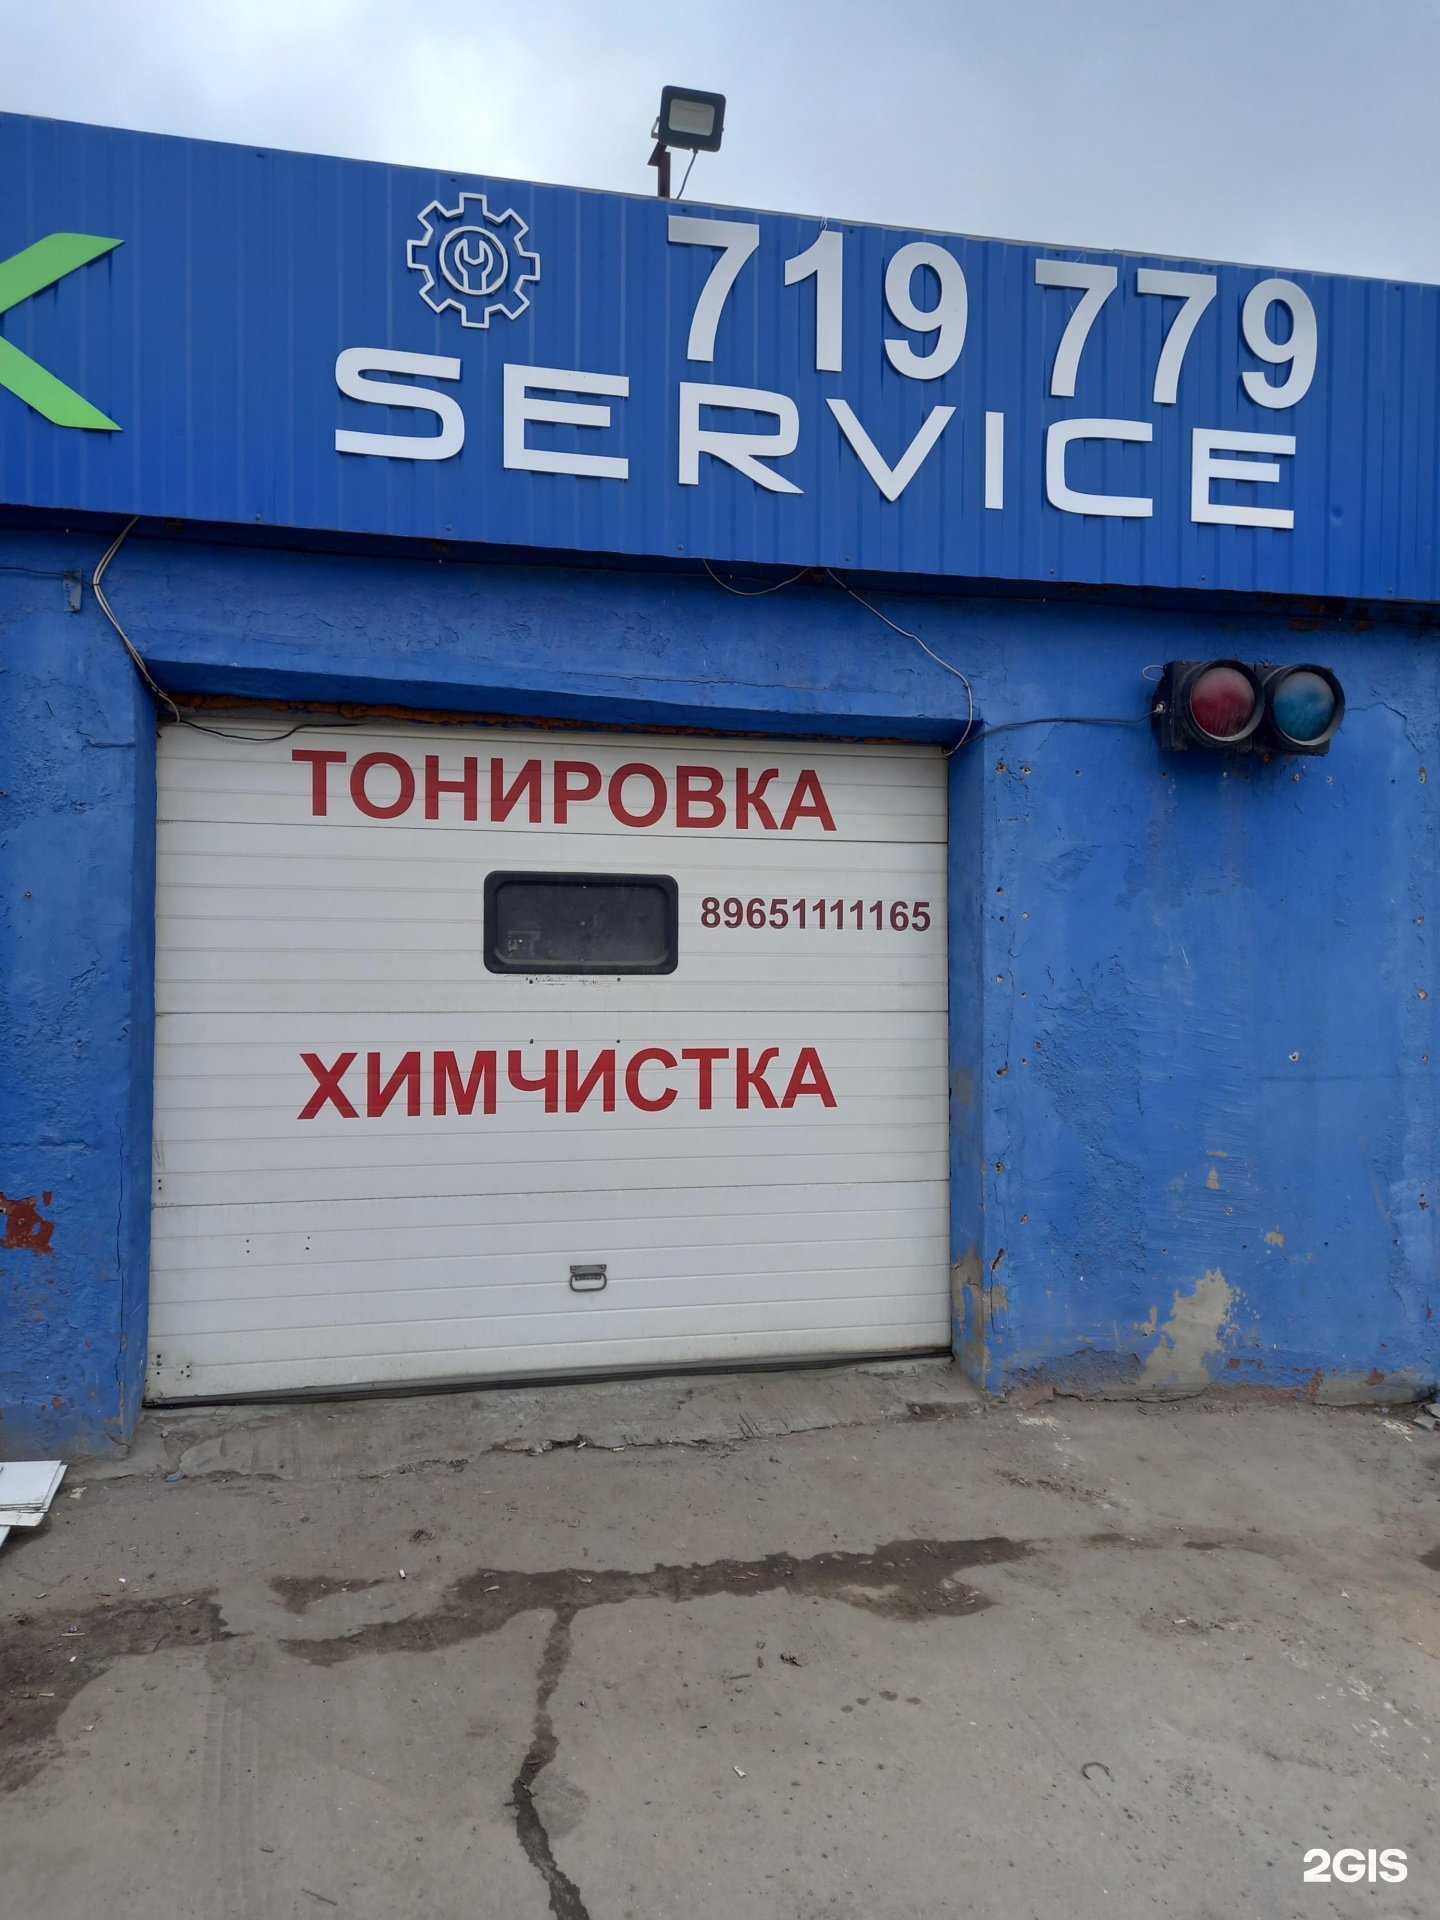 719 779
SERVICE
ТОНИРОВКА
89651111165
ХИМЧИСТКА
2GIS